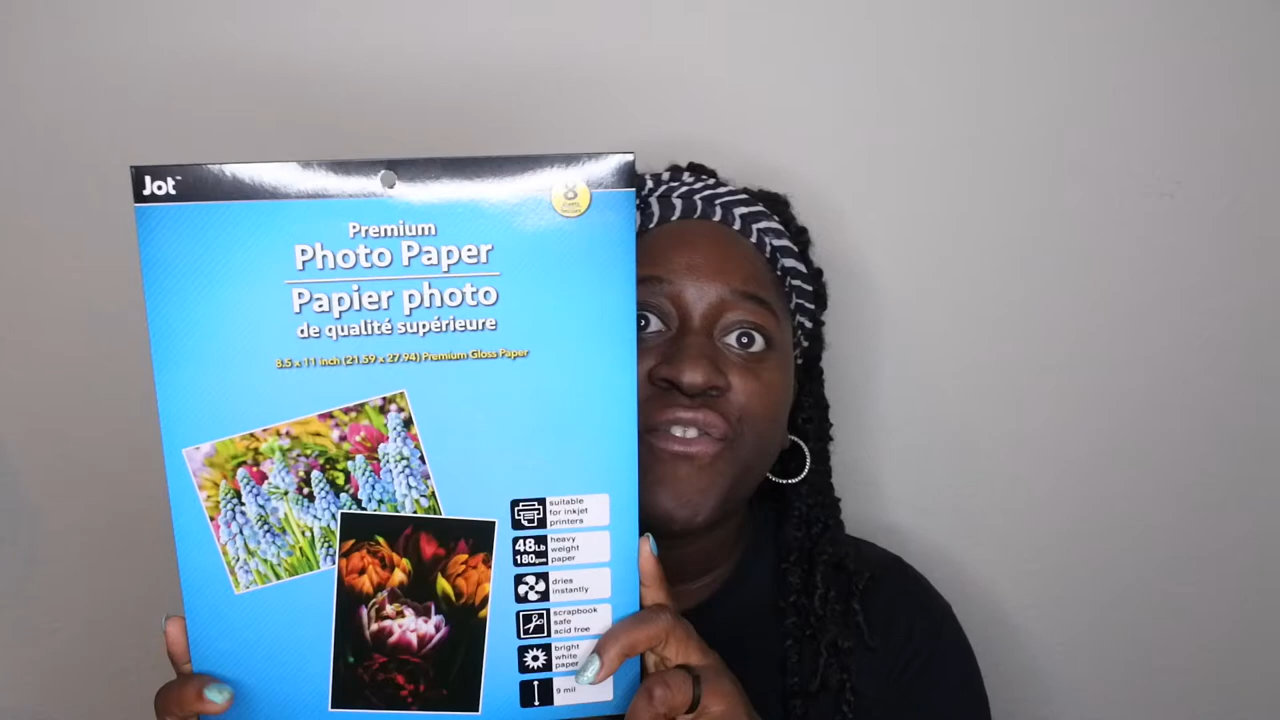 Jot™
8
Premium
Photo Paper
Papier photo
de qualité supérieure
8.5 x 11 inch (21.59 x 27.94) Premium Gloss Paper
suitable
for inkjet
printers
48Lb
180gsm
heavy
weight
paper
dries
instantly
scrapbook
safe
acid free
bright
white
paper
9 mil